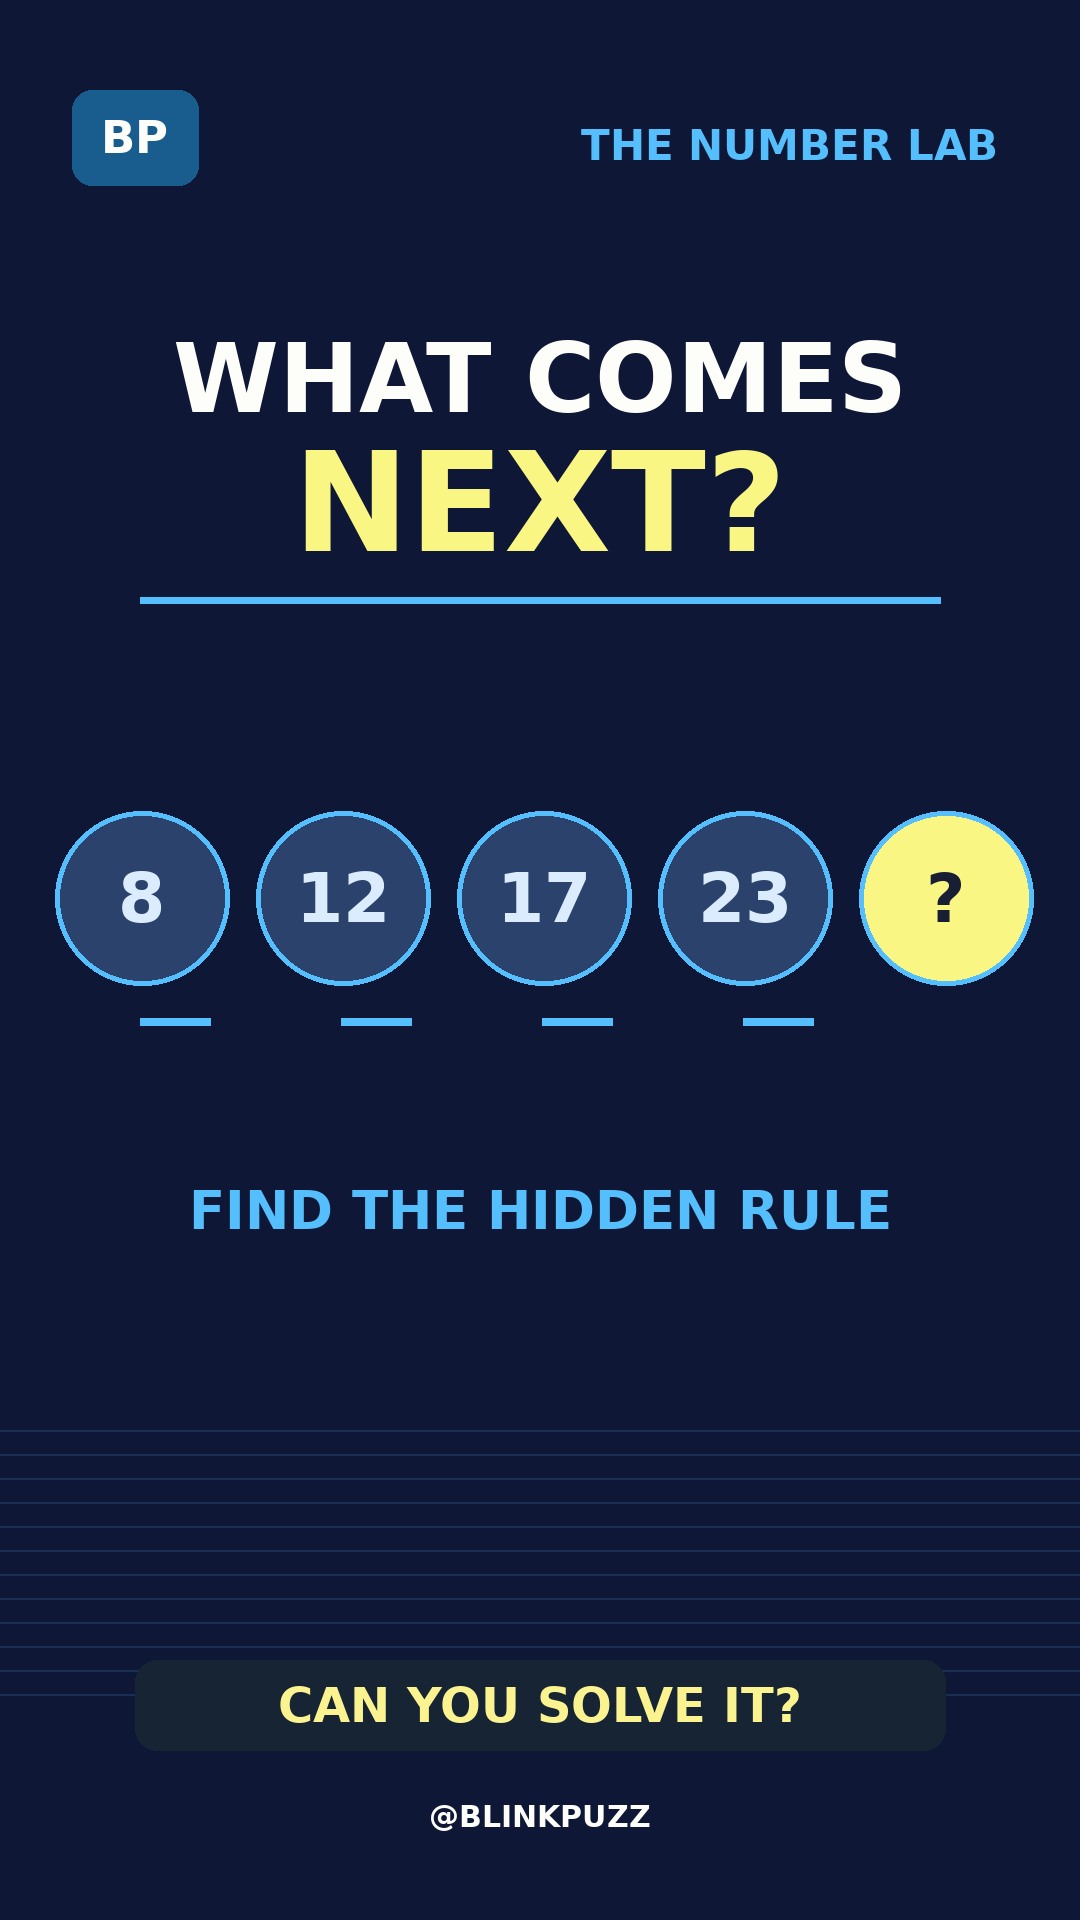 BP
THE NUMBER LAB
WHAT COMES
NEXT?
8 12 17 23 ?
FIND THE HIDDEN RULE
CAN YOU SOLVE IT?
@BLINKPUZZ